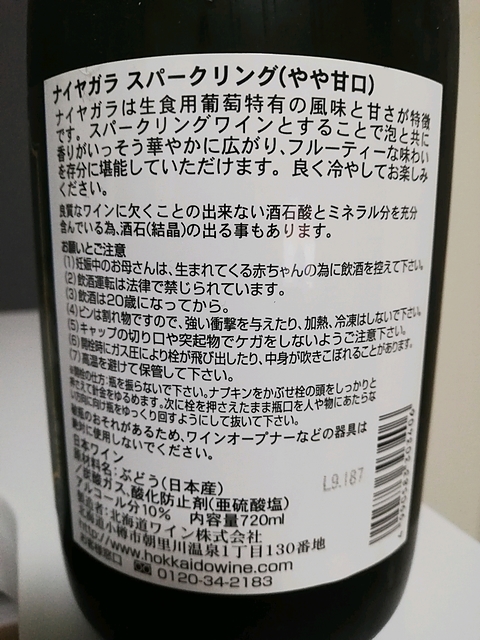 ナイヤガラ スパークリング(やや甘口)
ナイヤガラは生食用葡萄特有の風味と甘さが特徴
です。スパークリングワインとすることで泡と共に
香りがいっそう華やかに広がり、フルーティーな味わい
を存分に堪能していただけます。良く冷やしてお楽しみ
ください。
良質なワインに欠くことの出来ない酒石酸とミネラル分を充分
含んでいる為、酒石(結晶)の出る事もあります。
お願いとご注意
(1)妊娠中のお母さんは、生まれてくる赤ちゃんの為に飲酒を控えて下さい。
(2)飲酒運転は法律で禁じられています。
(3)飲酒は20歳になってから。
(4)ビンは割れ物ですので、強い衝撃を与えたり、加熱、冷凍はしないで下さい。
(5)キャップの切り口や突起物でケガをしないようご注意下さい。
(6)開栓時にガス圧により栓が飛び出したり、中身が吹きこぼれることがあります。
(7)高温を避けて保管して下さい。
※開栓の仕方:瓶を振らないで下さい。ナプキンをかぶせ栓の頭をしっかりと
押さえて針金をゆるめます。次に栓を押さえたまま瓶口を人や物にあたらな
い方向に向け瓶をゆっくり回すようにして抜いて下さい。
破瓶のおそれがあるため、ワインオープナーなどの器具は
絶対に使用しないでください。
日本ワイン
原材料名:ぶどう(日本産)
/炭酸ガス、酸化防止剤(亜硫酸塩)
アルコール分10% 内容量720ml
製造者:北海道ワイン株式会社
北海道小樽市朝里川温泉1丁目130番地
http://www.hokkaidowine.com
お客様窓口 0120-34-2183
L9.187